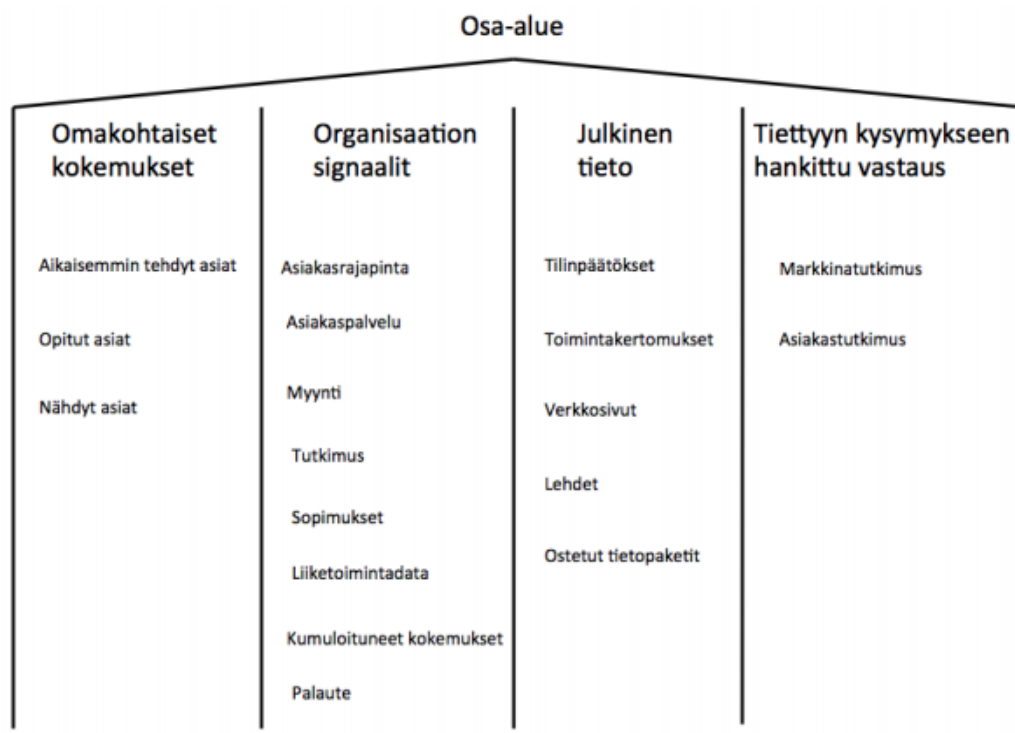 Osa-alue
Omakohtaiset
kokemukset
Aikaisemmin tehdyt asiat
Opitut asiat
Nähdyt asiat
Organisaation
signaalit
Asiakasrajapinta
Asiakaspalvelu
Myynti
Tutkimus
Sopimukset
Liiketoimintadata
Kumuloituneet kokemukset
Palaute
Julkinen
tieto
Tilinpäätökset
Toimintakertomukset
Verkkosivut
Lehdet
Ostetut tietopaketit
Tiettyyn kysymykseen
hankittu vastaus
Markkinatutkimus
Asiakastutkimus